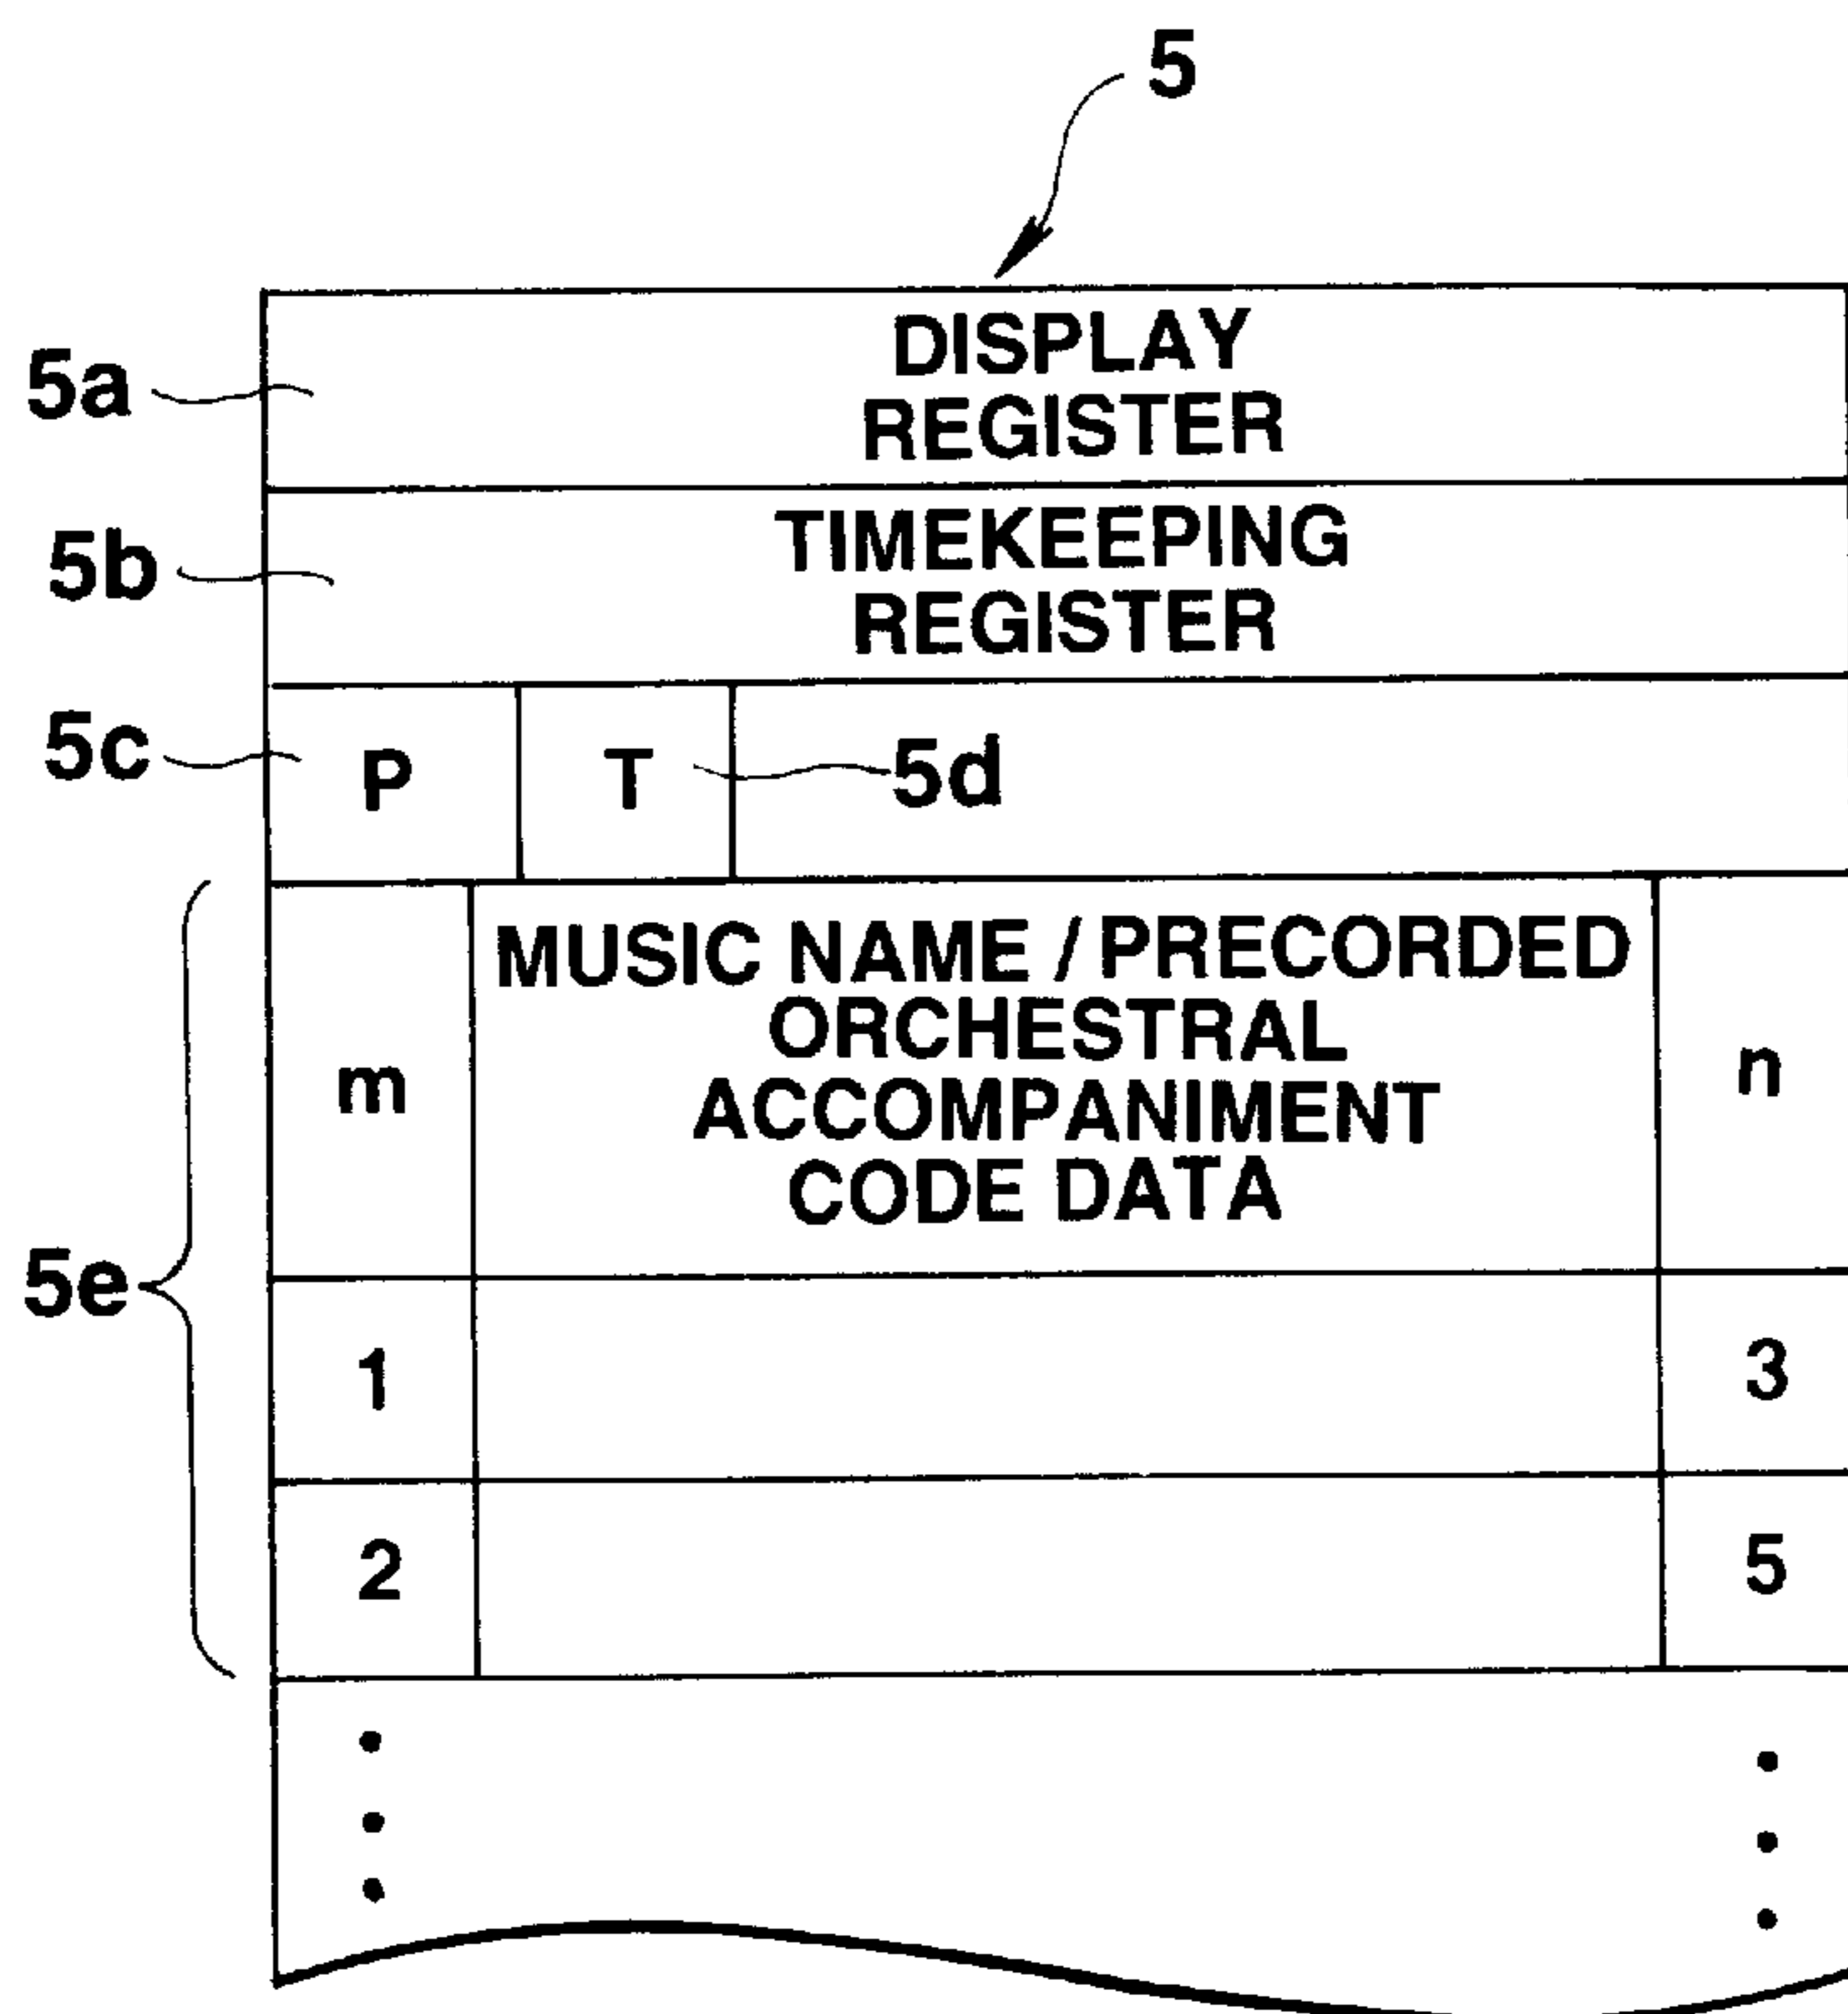 5
5a
DISPLAY
REGISTER
5b
TIMEKEEPING
REGISTER
5c
P
T
5d
5e
m
MUSIC NAME / PRECORDED
ORCHESTRAL
ACCOMPANIMENT
CODE DATA
n
1
3
2
5